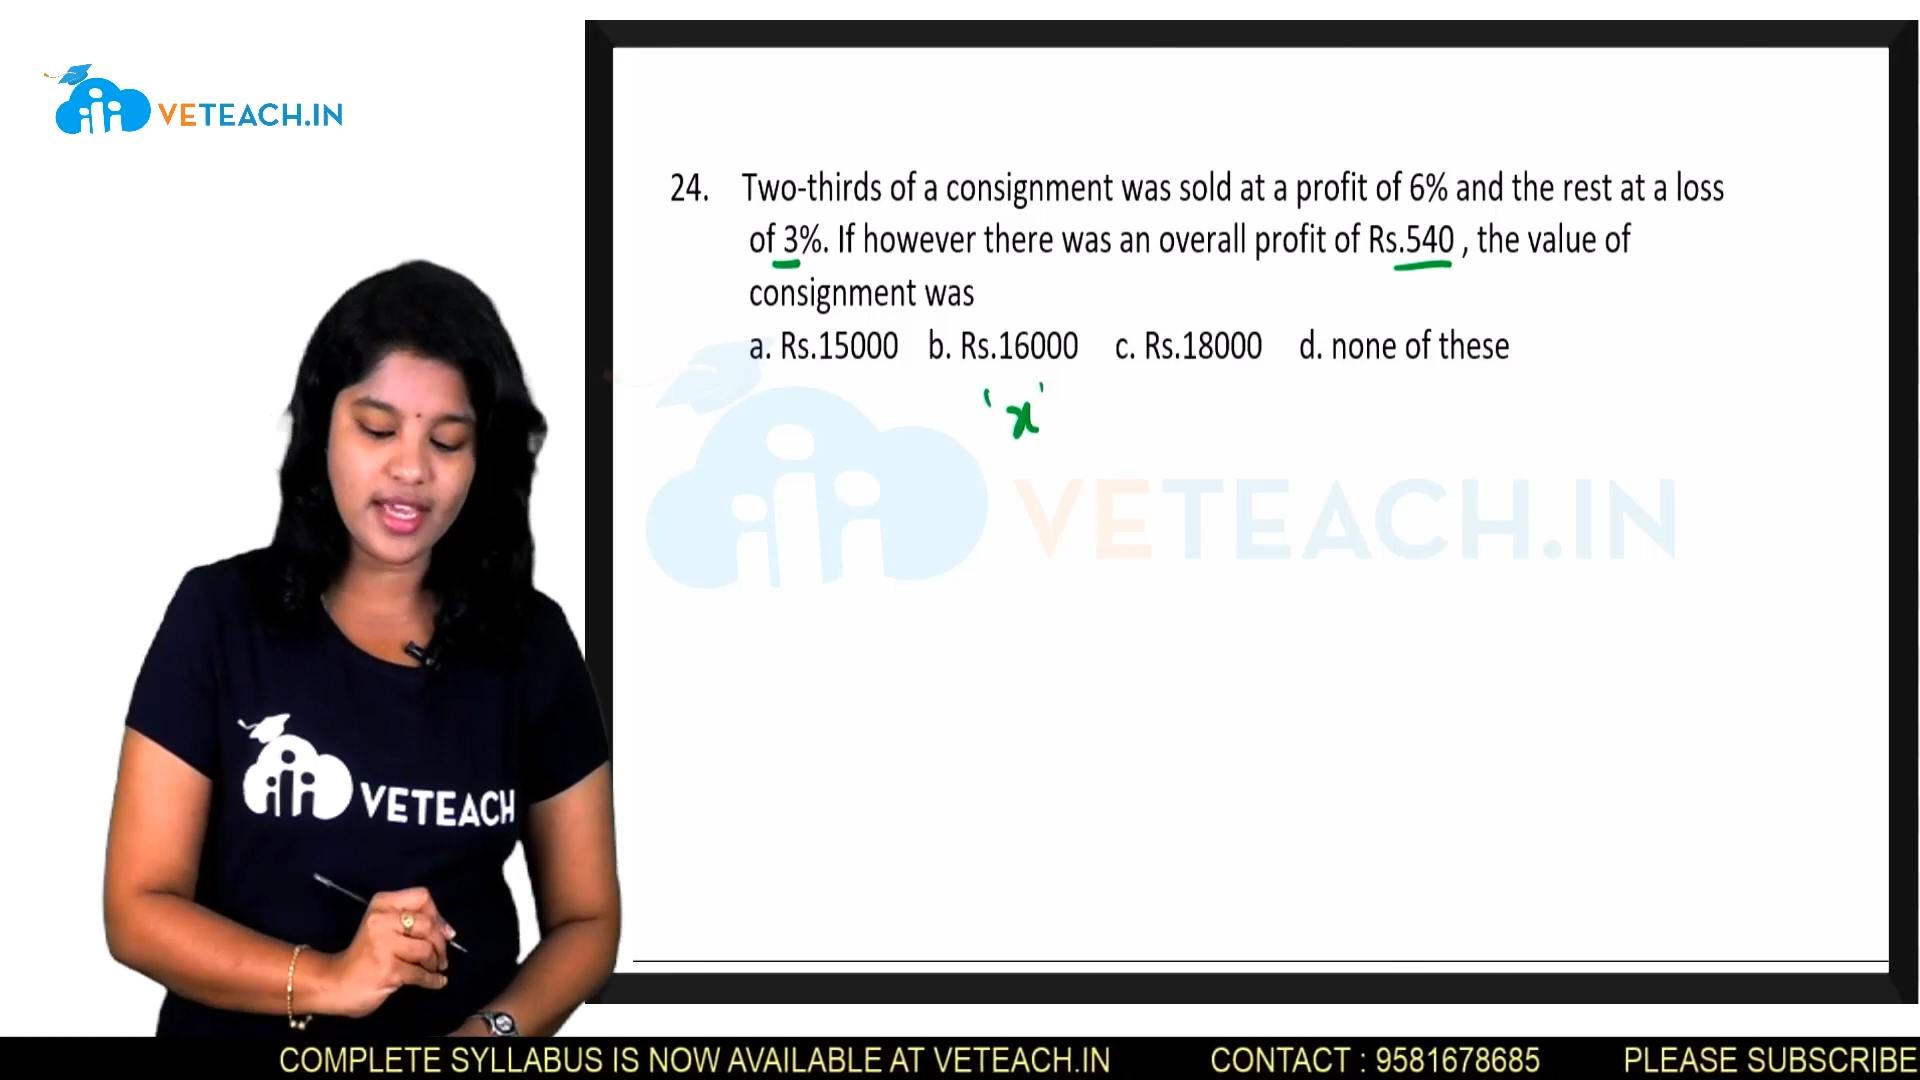 VETEACH.IN
24. Two-thirds of a consignment was sold at a profit of 6% and the rest at a loss
of 3%. If however there was an overall profit of Rs.540 , the value of
consignment was
a. Rs.15000 b. Rs.16000 c. Rs.18000 d. none of these
'x'
VETEACH.IN
VETEACH
COMPLETE SYLLABUS IS NOW AVAILABLE AT VETEACH.IN CONTACT : 9581678685 PLEASE SUBSCRIBE